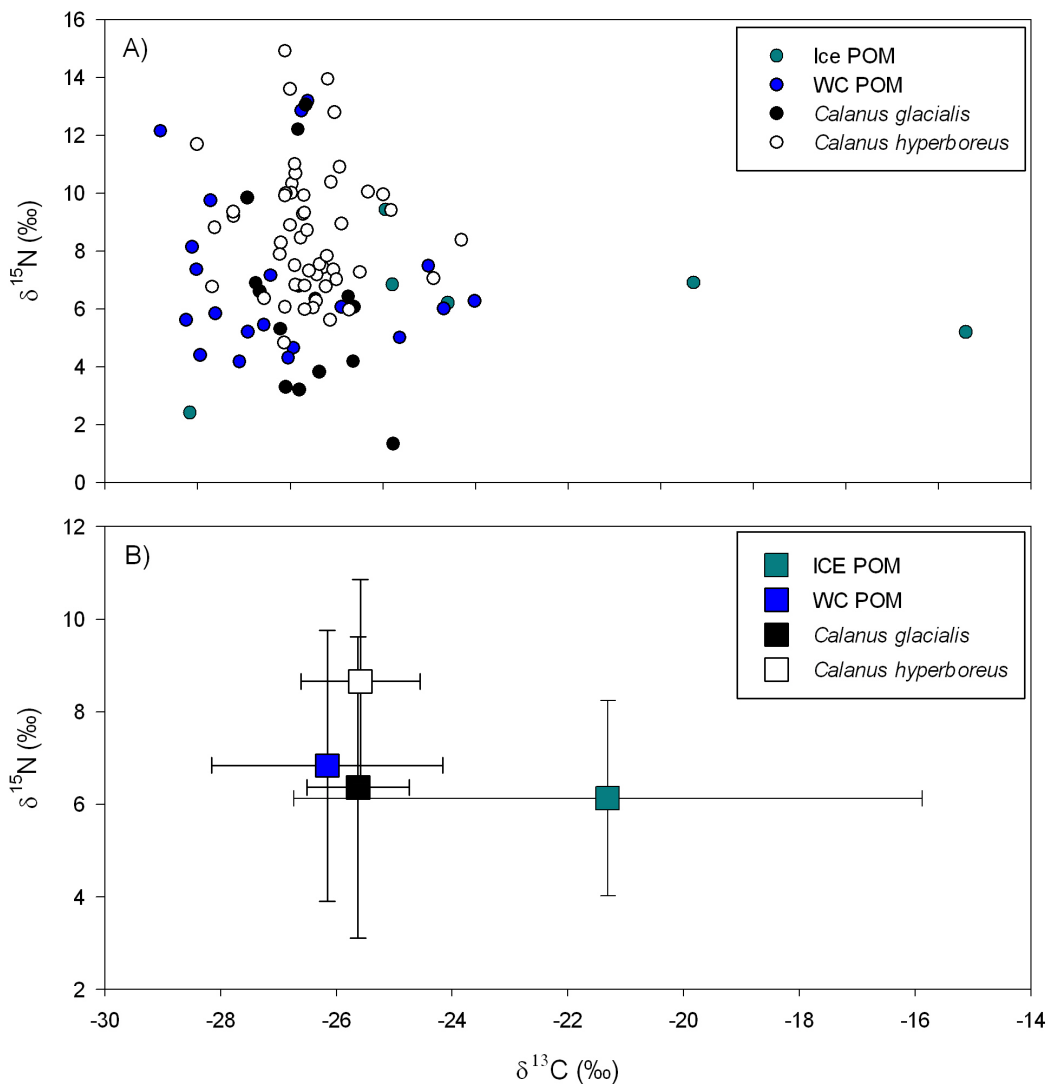 A)
Ice POM
WC POM
Calanus glacialis
Calanus hyperboreus
16
14
12
10
8
6
4
2
0
δ¹⁵N (‰)
B)
ICE POM
WC POM
Calanus glacialis
Calanus hyperboreus
12
10
8
6
4
2
δ¹⁵N (‰)
-30 -28 -26 -24 -22 -20 -18 -16 -14
δ¹³C (‰)